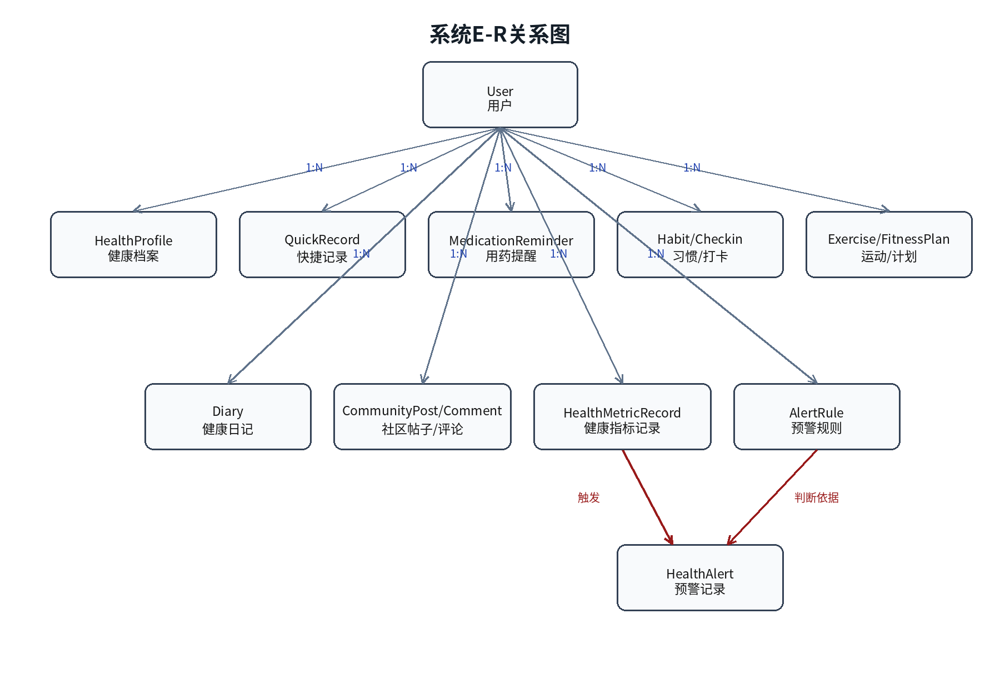 系统E-R关系图
User
用户
1:N
1:N
1:N
1:N
1:N
HealthProfile
健康档案
QuickRecord
快捷记录
MedicationReminder
用药提醒
Habit/Checkin
习惯/打卡
Exercise/FitnessPlan
运动/计划
1:N
1:N
1:N
1:N
Diary
健康日记
CommunityPost/Comment
社区帖子/评论
HealthMetricRecord
健康指标记录
AlertRule
预警规则
触发
判断依据
HealthAlert
预警记录